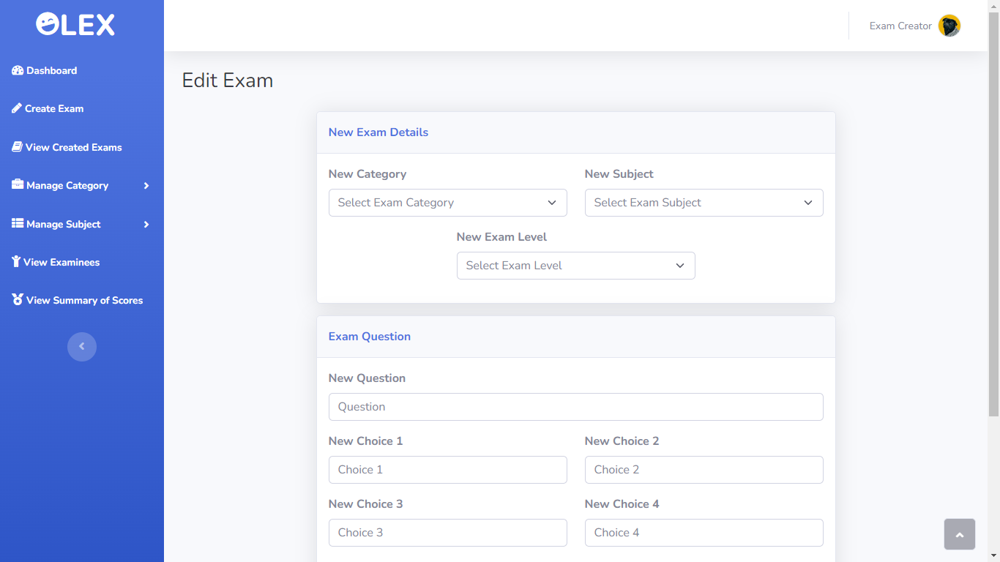 OLEX
Exam Creator
Dashboard
Create Exam
View Created Exams
Manage Category
Manage Subject
View Examinees
View Summary of Scores
Edit Exam
New Exam Details
New Category
New Subject
Select Exam Category
Select Exam Subject
New Exam Level
Select Exam Level
Exam Question
New Question
Question
New Choice 1
New Choice 2
Choice 1
Choice 2
New Choice 3
New Choice 4
Choice 3
Choice 4